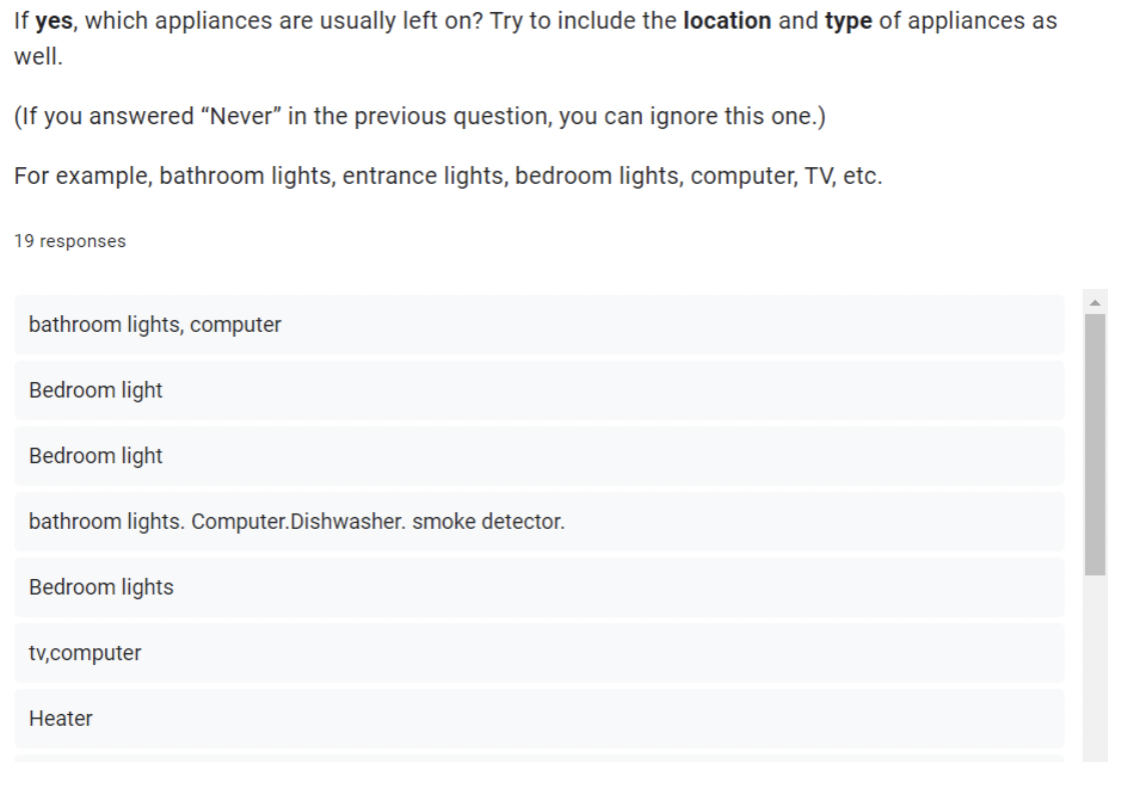 If yes, which appliances are usually left on? Try to include the location and type of appliances as
well.
(If you answered “Never” in the previous question, you can ignore this one.)
For example, bathroom lights, entrance lights, bedroom lights, computer, TV, etc.
19 responses
bathroom lights, computer
Bedroom light
Bedroom light
bathroom lights. Computer.Dishwasher. smoke detector.
Bedroom lights
tv,computer
Heater